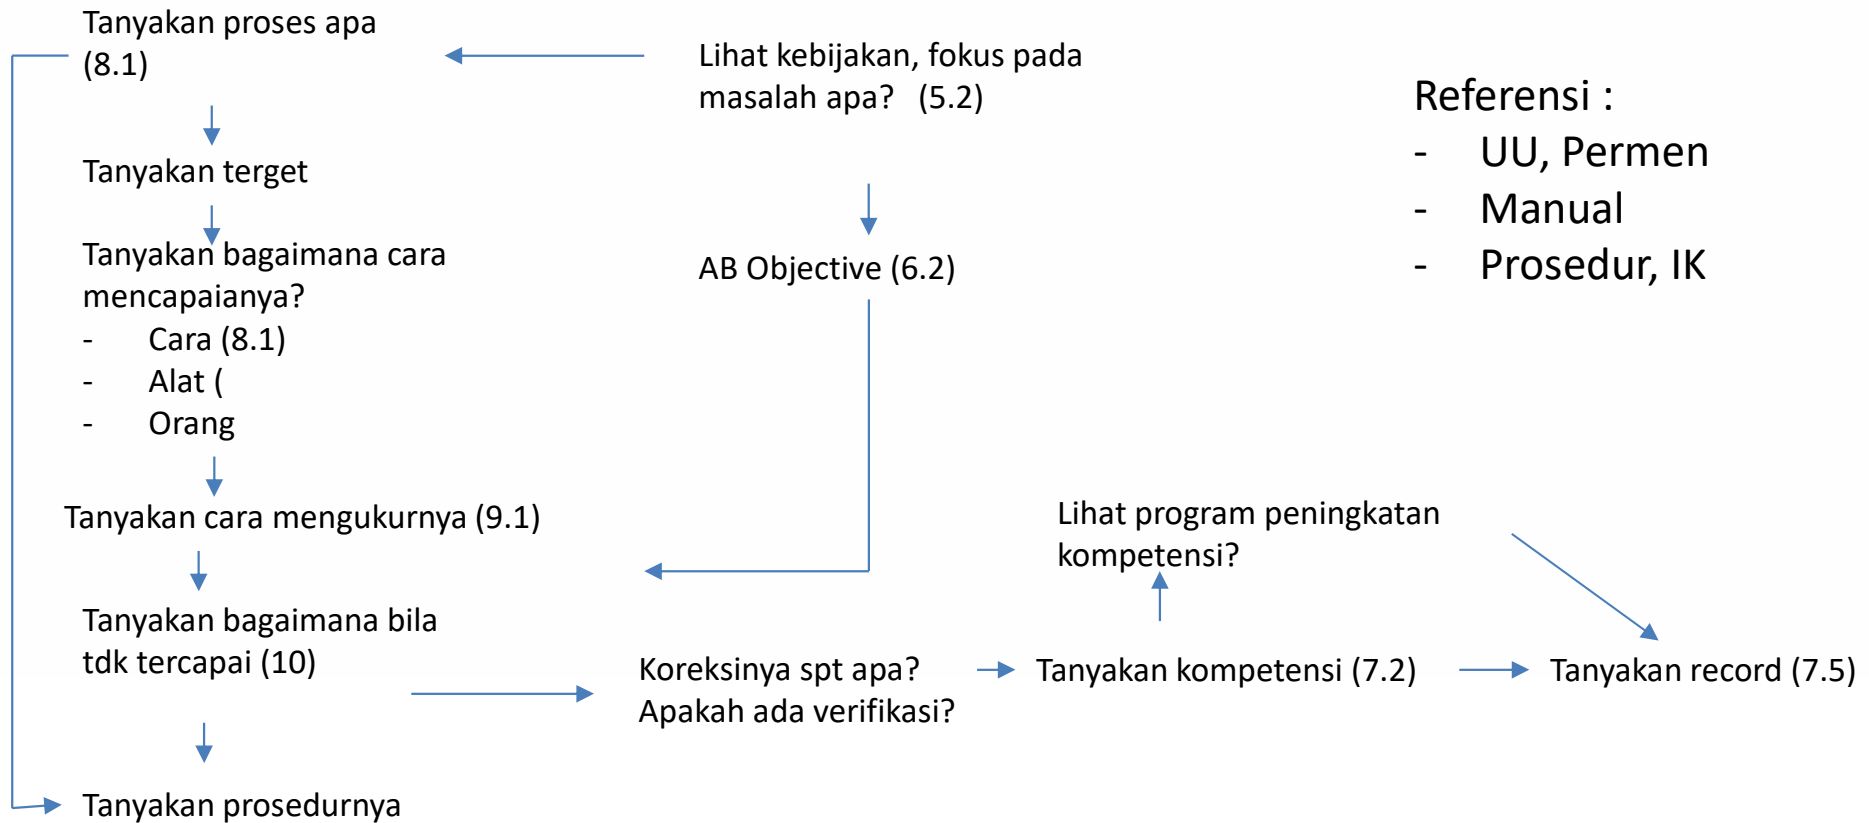 Tanyakan proses apa
(8.1)
Lihat kebijakan, fokus pada
masalah apa? (5.2)
Referensi :
- UU, Permen
- Manual
- Prosedur, IK
Tanyakan terget
Tanyakan bagaimana cara
mencapaianya?
- Cara (8.1)
- Alat (
- Orang
AB Objective (6.2)
Tanyakan cara mengukurnya (9.1)
Lihat program peningkatan
kompetensi?
Tanyakan bagaimana bila
tdk tercapai (10)
Koreksinya spt apa?
Apakah ada verifikasi?
Tanyakan kompetensi (7.2)
Tanyakan record (7.5)
Tanyakan prosedurnya